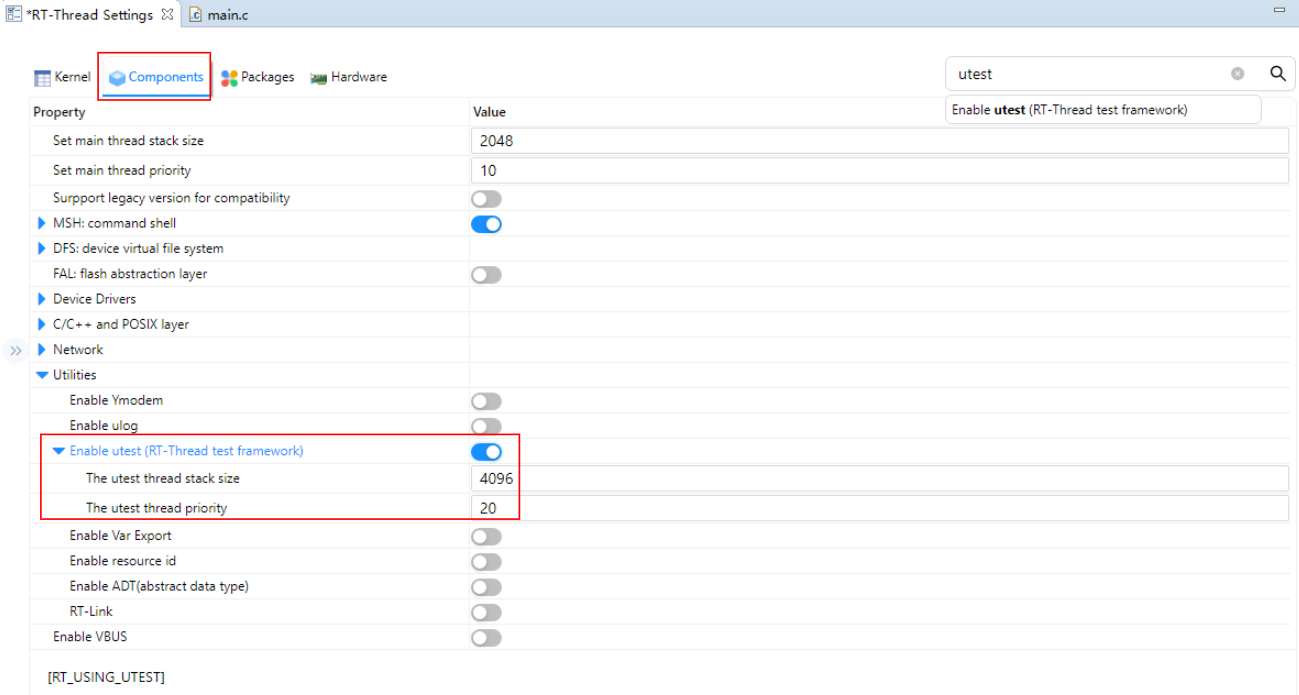 *RT-Thread Settings main.c
Kernel Components Packages Hardware utest
Enable utest (RT-Thread test framework)
Property Value
Set main thread stack size 2048
Set main thread priority 10
Surpport legacy version for compatibility
MSH: command shell
DFS: device virtual file system
FAL: flash abstraction layer
Device Drivers
C/C++ and POSIX layer
Network
Utilities
Enable Ymodem
Enable ulog
Enable utest (RT-Thread test framework)
The utest thread stack size 4096
The utest thread priority 20
Enable Var Export
Enable resource id
Enable ADT(abstract data type)
RT-Link
Enable VBUS
[RT_USING_UTEST]